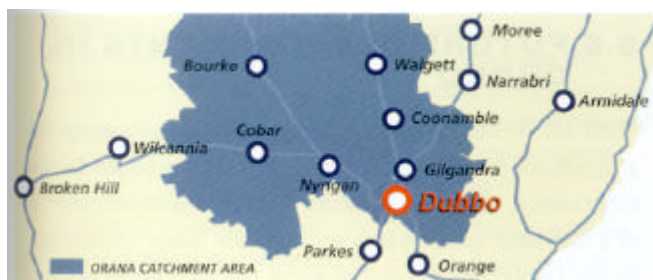 Moree
Bourke
Walgett
Narrabri
Armidale
Coonamble
Cobar
Wilcannia
Gilgandra
Nyngan
Broken Hill
Dubbo
Parkes
Orange
ORANA CATCHMENT AREA